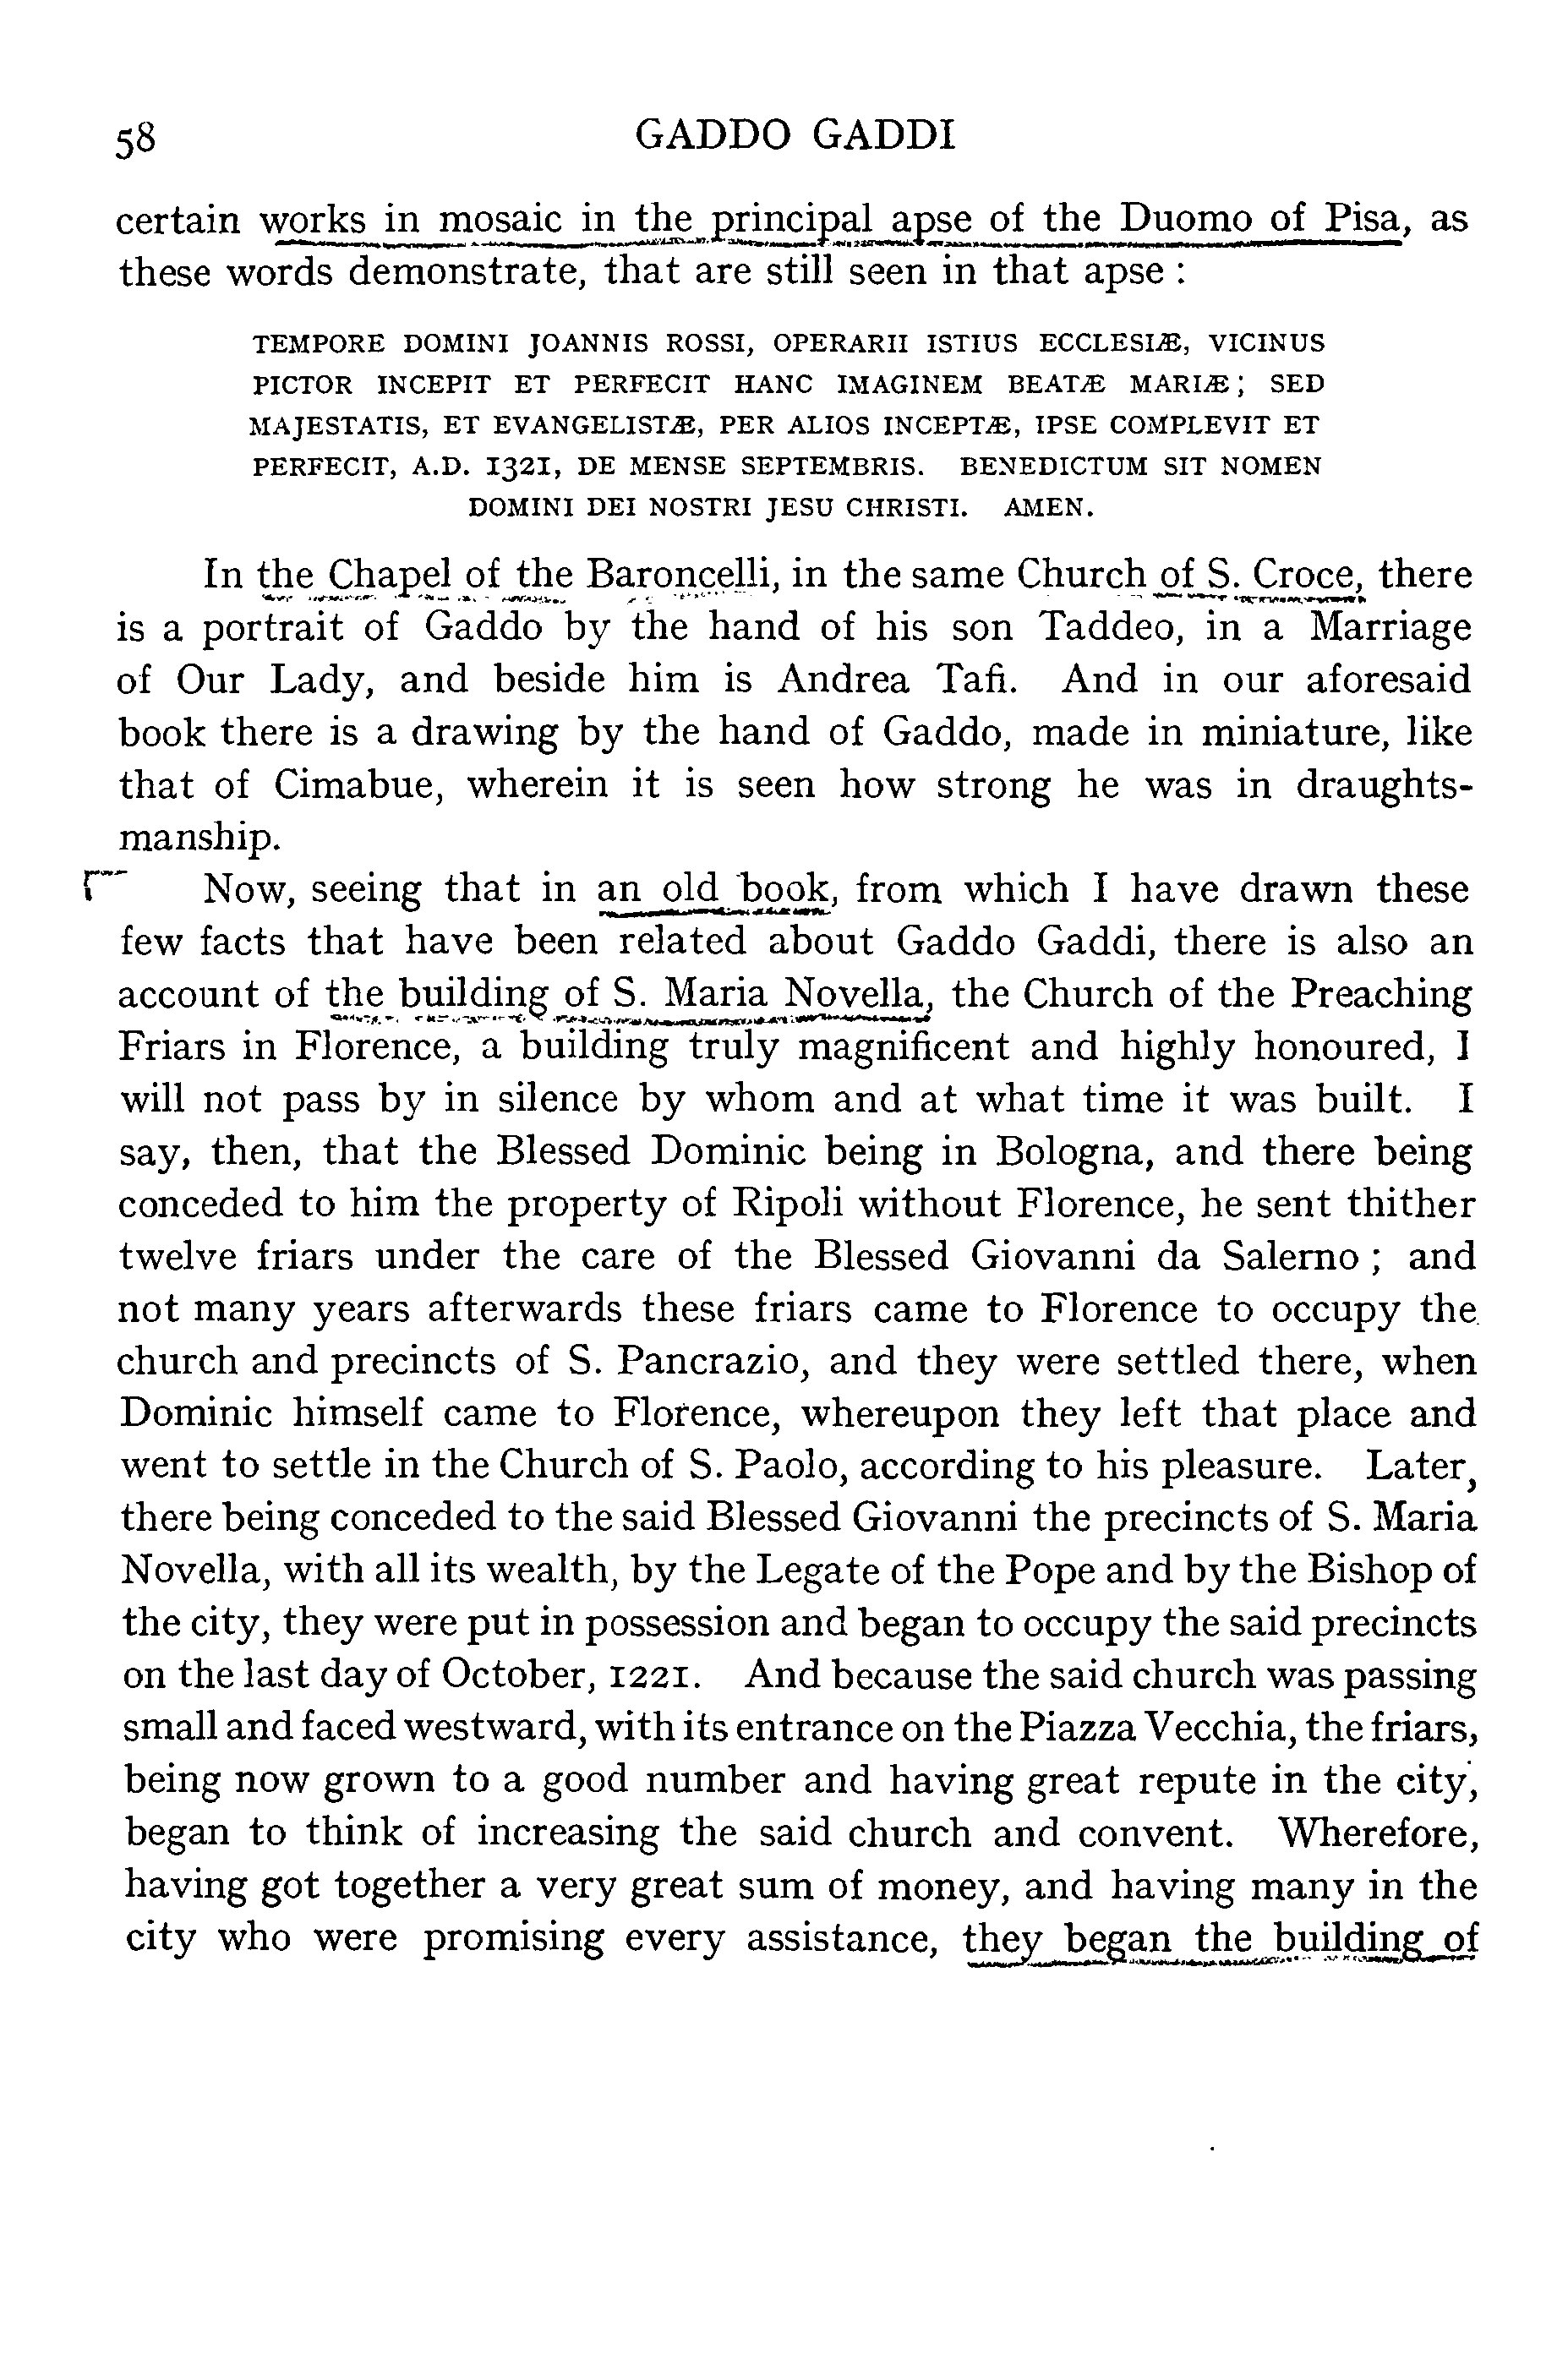 58 GADDO GADDI
certain works in mosaic in the principal apse of the Duomo of Pisa, as
these words demonstrate, that are still seen in that apse :
TEMPORE DOMINI JOANNIS ROSSI, OPERARII ISTIUS ECCLESIÆ, VICINUS
PICTOR INCEPIT ET PERFECIT HANC IMAGINEM BEATÆ MARIÆ; SED
MAJESTATIS, ET EVANGELISTÆ, PER ALIOS INCEPTÆ, IPSE COMPLEVIT ET
PERFECIT, A.D. 1321, DE MENSE SEPTEMBRIS. BENEDICTUM SIT NOMEN
DOMINI DEI NOSTRI JESU CHRISTI. AMEN.
In the Chapel of the Baroncelli, in the same Church of S. Croce, there
is a portrait of Gaddo by the hand of his son Taddeo, in a Marriage
of Our Lady, and beside him is Andrea Tafi. And in our aforesaid
book there is a drawing by the hand of Gaddo, made in miniature, like
that of Cimabue, wherein it is seen how strong he was in draughts-
manship.
Now, seeing that in an old book, from which I have drawn these
few facts that have been related about Gaddo Gaddi, there is also an
account of the building of S. Maria Novella, the Church of the Preaching
Friars in Florence, a building truly magnificent and highly honoured, I
will not pass by in silence by whom and at what time it was built. I
say, then, that the Blessed Dominic being in Bologna, and there being
conceded to him the property of Ripoli without Florence, he sent thither
twelve friars under the care of the Blessed Giovanni da Salerno ; and
not many years afterwards these friars came to Florence to occupy the
church and precincts of S. Pancrazio, and they were settled there, when
Dominic himself came to Florence, whereupon they left that place and
went to settle in the Church of S. Paolo, according to his pleasure. Later,
there being conceded to the said Blessed Giovanni the precincts of S. Maria
Novella, with all its wealth, by the Legate of the Pope and by the Bishop of
the city, they were put in possession and began to occupy the said precincts
on the last day of October, 1221. And because the said church was passing
small and faced westward, with its entrance on the Piazza Vecchia, the friars,
being now grown to a good number and having great repute in the city,
began to think of increasing the said church and convent. Wherefore,
having got together a very great sum of money, and having many in the
city who were promising every assistance, they began the building of